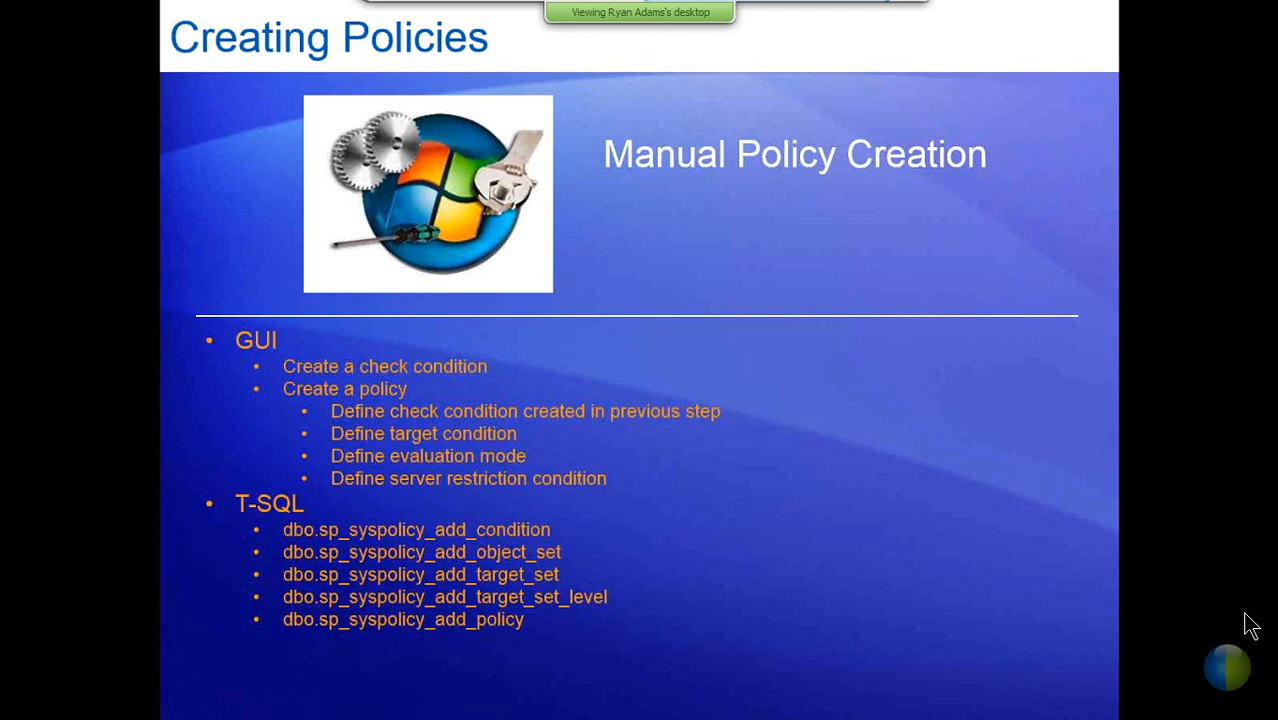 Viewing Ryan Adams's desktop
Creating Policies
Manual Policy Creation
• GUI
• Create a check condition
• Create a policy
• Define check condition created in previous step
• Define target condition
• Define evaluation mode
• Define server restriction condition
• T-SQL
• dbo.sp_syspolicy_add_condition
• dbo.sp_syspolicy_add_object_set
• dbo.sp_syspolicy_add_target_set
• dbo.sp_syspolicy_add_target_set_level
• dbo.sp_syspolicy_add_policy